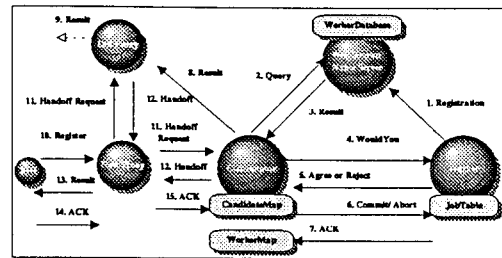 9. Result
WorkerDatabase
8. Result
2. Query
11. Handoff Request
12. Handoff
3. Result
1. Registration
11. Handoff
Request
10. Register
4. Would You
12. Handoff
13. Result
5. Agree or Reject
15. ACK
CandidateMap
6. Commit/ Abort
JobTable
14. ACK
WorkerMap
7. ACK